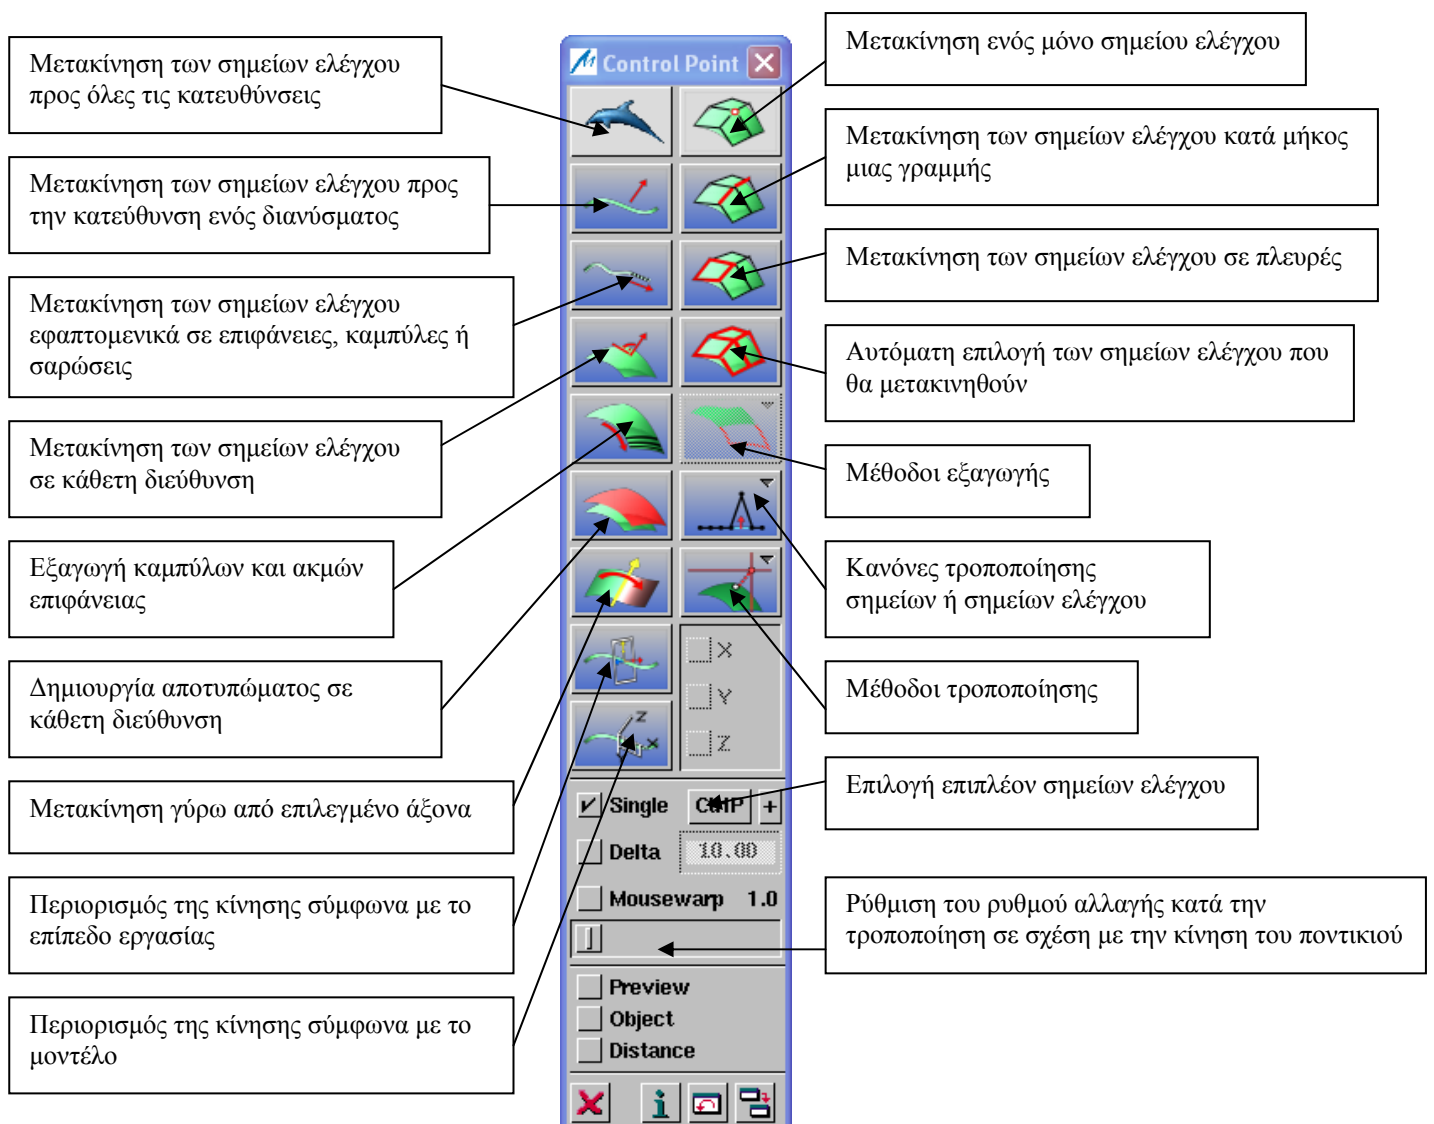 Μετακίνηση των σημείων ελέγχου
προς όλες τις κατευθύνσεις
Μετακίνηση των σημείων ελέγχου προς
την κατεύθυνση ενός διανύσματος
Μετακίνηση των σημείων ελέγχου
εφαπτομενικά σε επιφάνειες, καμπύλες ή
σαρώσεις
Μετακίνηση των σημείων ελέγχου
σε κάθετη διεύθυνση
Εξαγωγή καμπύλων και ακμών
επιφάνειας
Δημιουργία αποτυπώματος σε
κάθετη διεύθυνση
Μετακίνηση γύρω από επιλεγμένο άξονα
Περιορισμός της κίνησης σύμφωνα με το
επίπεδο εργασίας
Περιορισμός της κίνησης σύμφωνα με το
μοντέλο
Control Point
Z
X
X
Y
Z
Single
+
Delta
10.00
Mousewarp 1.0
Preview
Object
Distance
Μετακίνηση ενός μόνο σημείου ελέγχου
Μετακίνηση των σημείων ελέγχου κατά μήκος
μιας γραμμής
Μετακίνηση των σημείων ελέγχου σε πλευρές
Αυτόματη επιλογή των σημείων ελέγχου που
θα μετακινηθούν
Μέθοδοι εξαγωγής
Κανόνες τροποποίησης
σημείων ή σημείων ελέγχου
Μέθοδοι τροποποίησης
Επιλογή επιπλέον σημείων ελέγχου
Ρύθμιση του ρυθμού αλλαγής κατά την
τροποποίηση σε σχέση με την κίνηση του ποντικιού